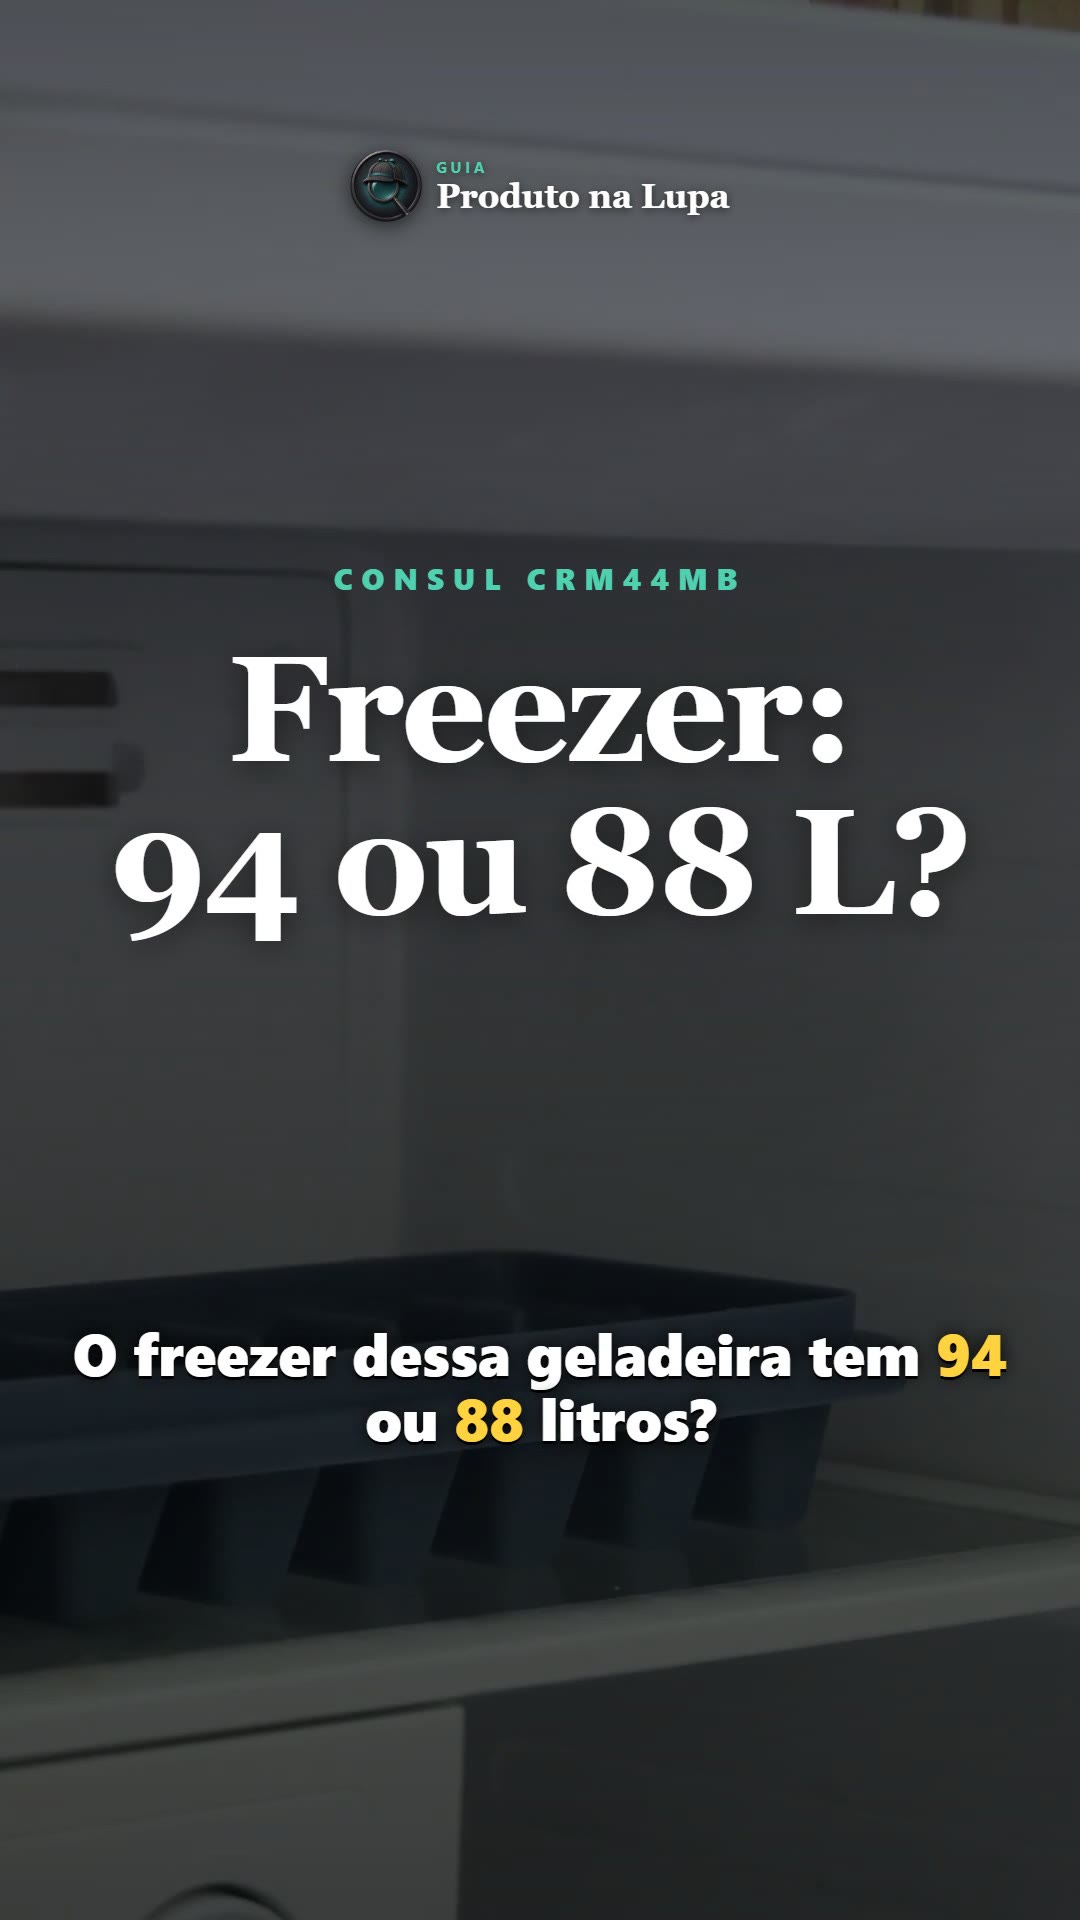 GUIA
Produto na Lupa
CONSUL CRM44MB
Freezer:
94 ou 88 L?
O freezer dessa geladeira tem 94
ou 88 litros?